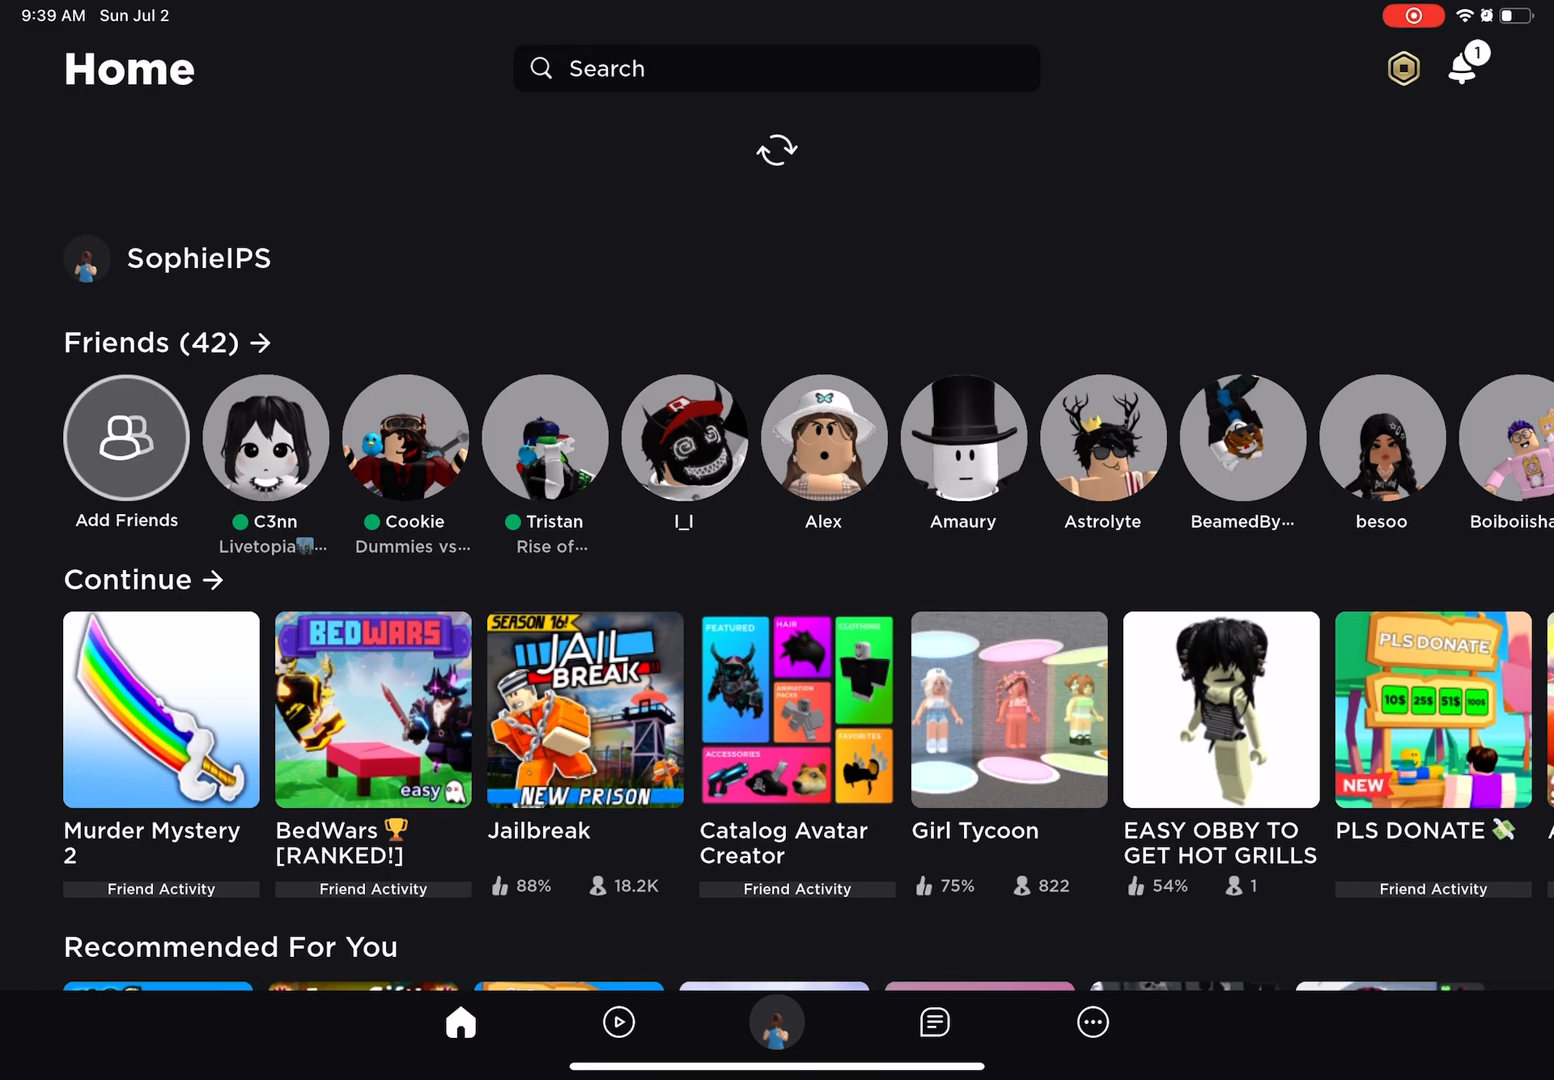 9:39 AM Sun Jul 2
Home
Search
1
SophieIPS
Friends (42) →
Add Friends
C3nn
Livetopia...
Cookie
Dummies vs...
Tristan
Rise of...
I_I
Alex
Amaury
Astrolyte
BeamedBy...
besoo
Boiboiisha
Continue →
BEDWARS
easy
SEASON 16!
JAIL
BREAK
NEW PRISON
FEATURED
HAIR
CLOTHING
ANIMATION
PACKS
ACCESSORIES
FAVORITES
PLS DONATE
10$ 25$ 51$ 100$
NEW
Murder Mystery
2
Friend Activity
BedWars 🏆
[RANKED!]
Friend Activity
Jailbreak
88% 18.2K
Catalog Avatar
Creator
Friend Activity
Girl Tycoon
75% 822
EASY OBBY TO
GET HOT GRILLS
54% 1
PLS DONATE 💸
Friend Activity
Recommended For You